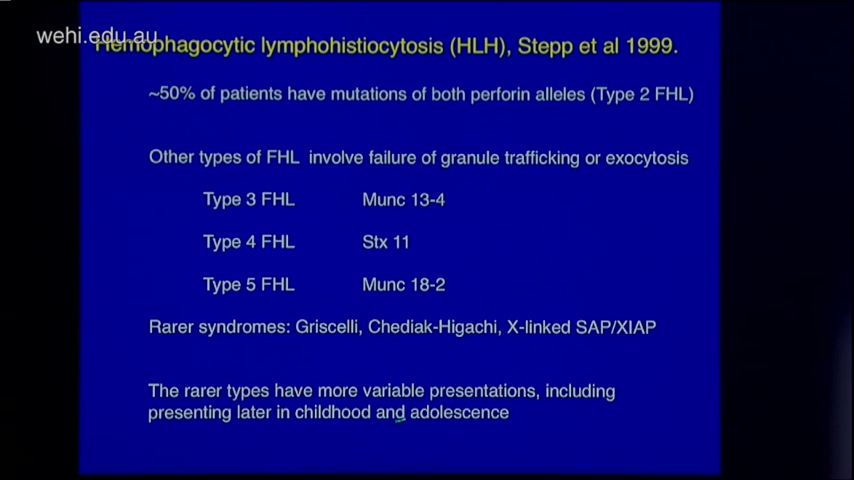 wehi.edu.au
Hemophagocytic lymphohistiocytosis (HLH), Stepp et al 1999.
~50% of patients have mutations of both perforin alleles (Type 2 FHL)
Other types of FHL involve failure of granule trafficking or exocytosis
Type 3 FHL Munc 13-4
Type 4 FHL Stx 11
Type 5 FHL Munc 18-2
Rarer syndromes: Griscelli, Chediak-Higachi, X-linked SAP/XIAP
The rarer types have more variable presentations, including
presenting later in childhood and adolescence